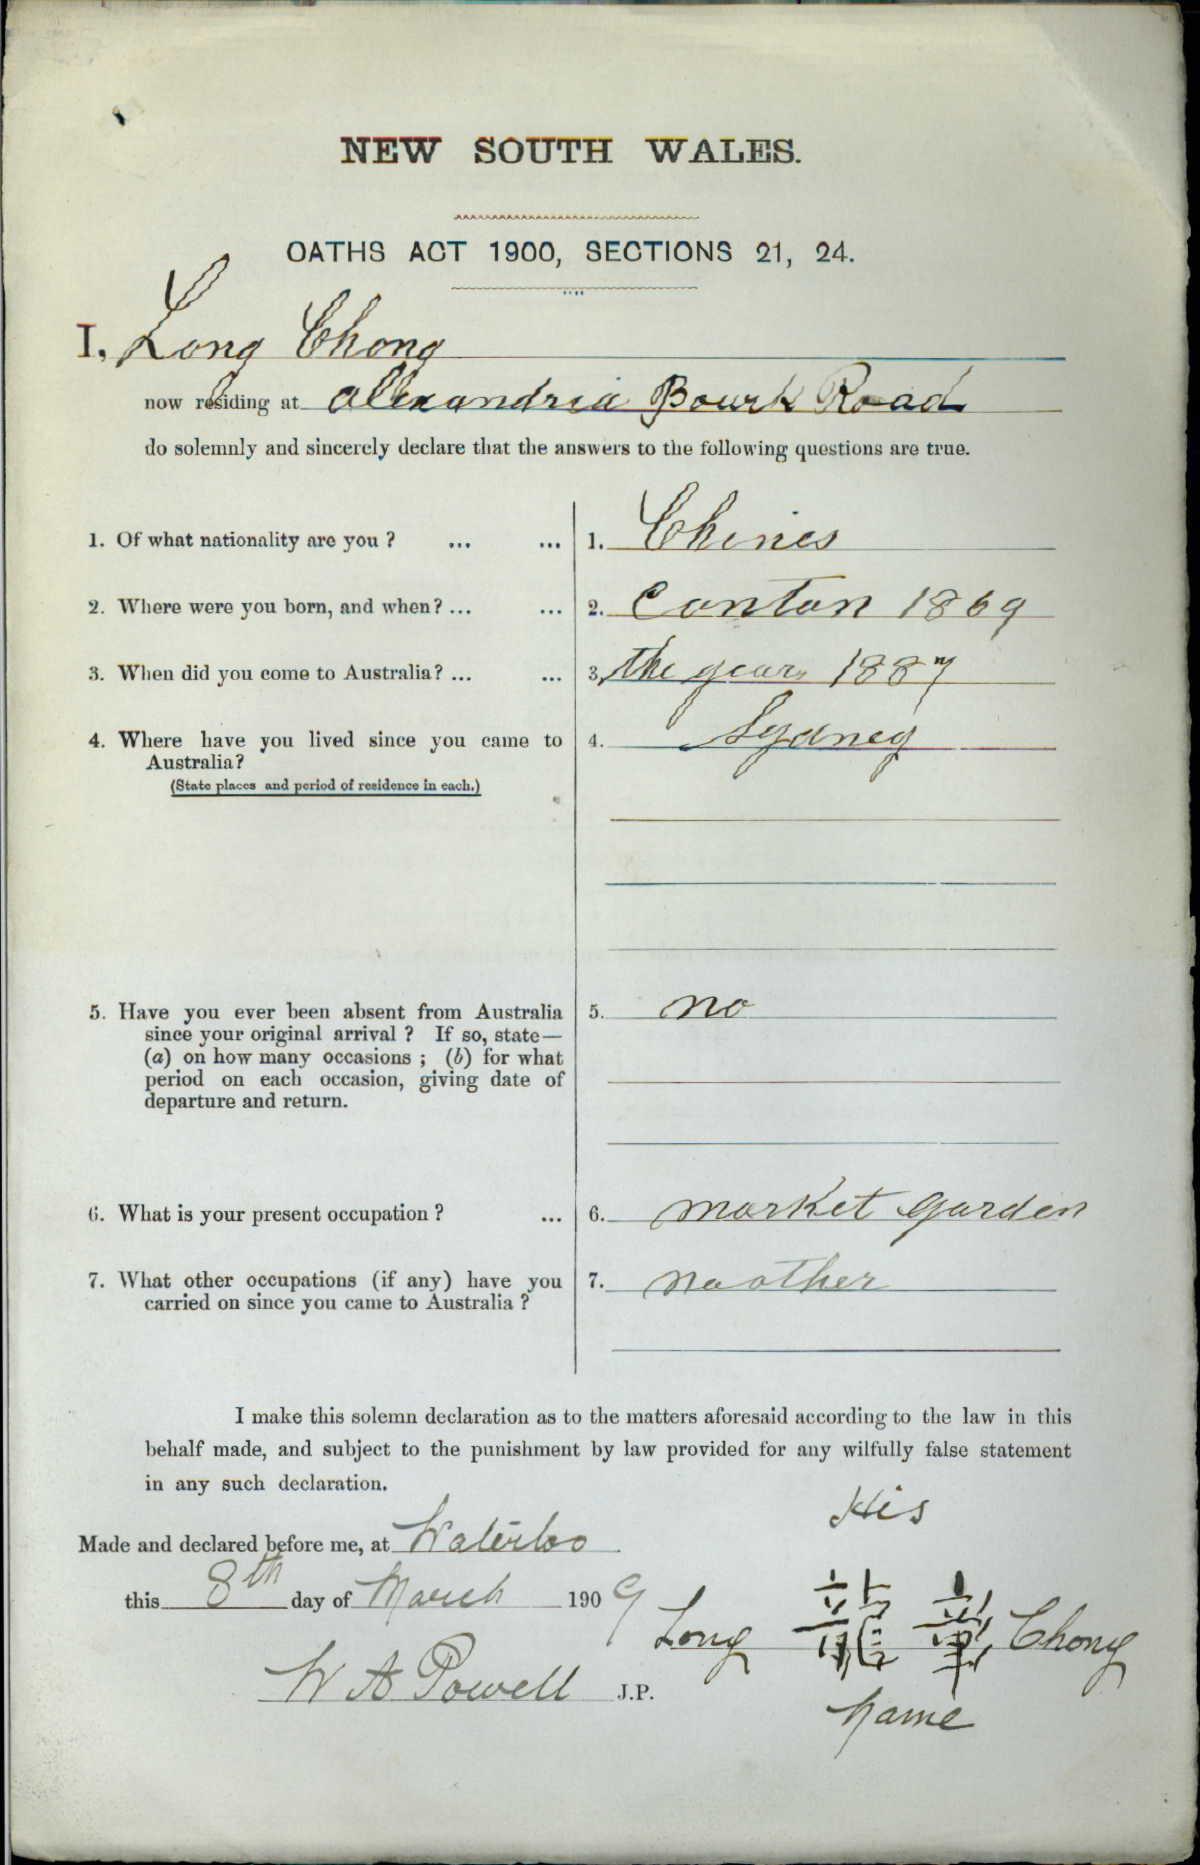 NEW SOUTH WALES.
OATHS ACT 1900, SECTIONS 21, 24.
I, Long Chong
now residing at Alexandria Bourk Road
do solemnly and sincerely declare that the answers to the following questions are true.
1. Of what nationality are you ? ... ... 1. Chines
2. Where were you born, and when? ... ... 2. Canton 1869
3. When did you come to Australia? ... ... 3. the year 1887
4. Where have you lived since you came to 4. Sydney
Australia?
(State places and period of residence in each.)
5. Have you ever been absent from Australia 5. no
since your original arrival ? If so, state—
(a) on how many occasions ; (b) for what
period on each occasion, giving date of
departure and return.
6. What is your present occupation ? ... 6. market garden
7. What other occupations (if any) have you 7. no other
carried on since you came to Australia ?
I make this solemn declaration as to the matters aforesaid according to the law in this
behalf made, and subject to the punishment by law provided for any wilfully false statement
in any such declaration.
His
Made and declared before me, at Waterloo
this 8th day of March 1909
Long 龍彰 Chong
W A Powell J.P.
Name